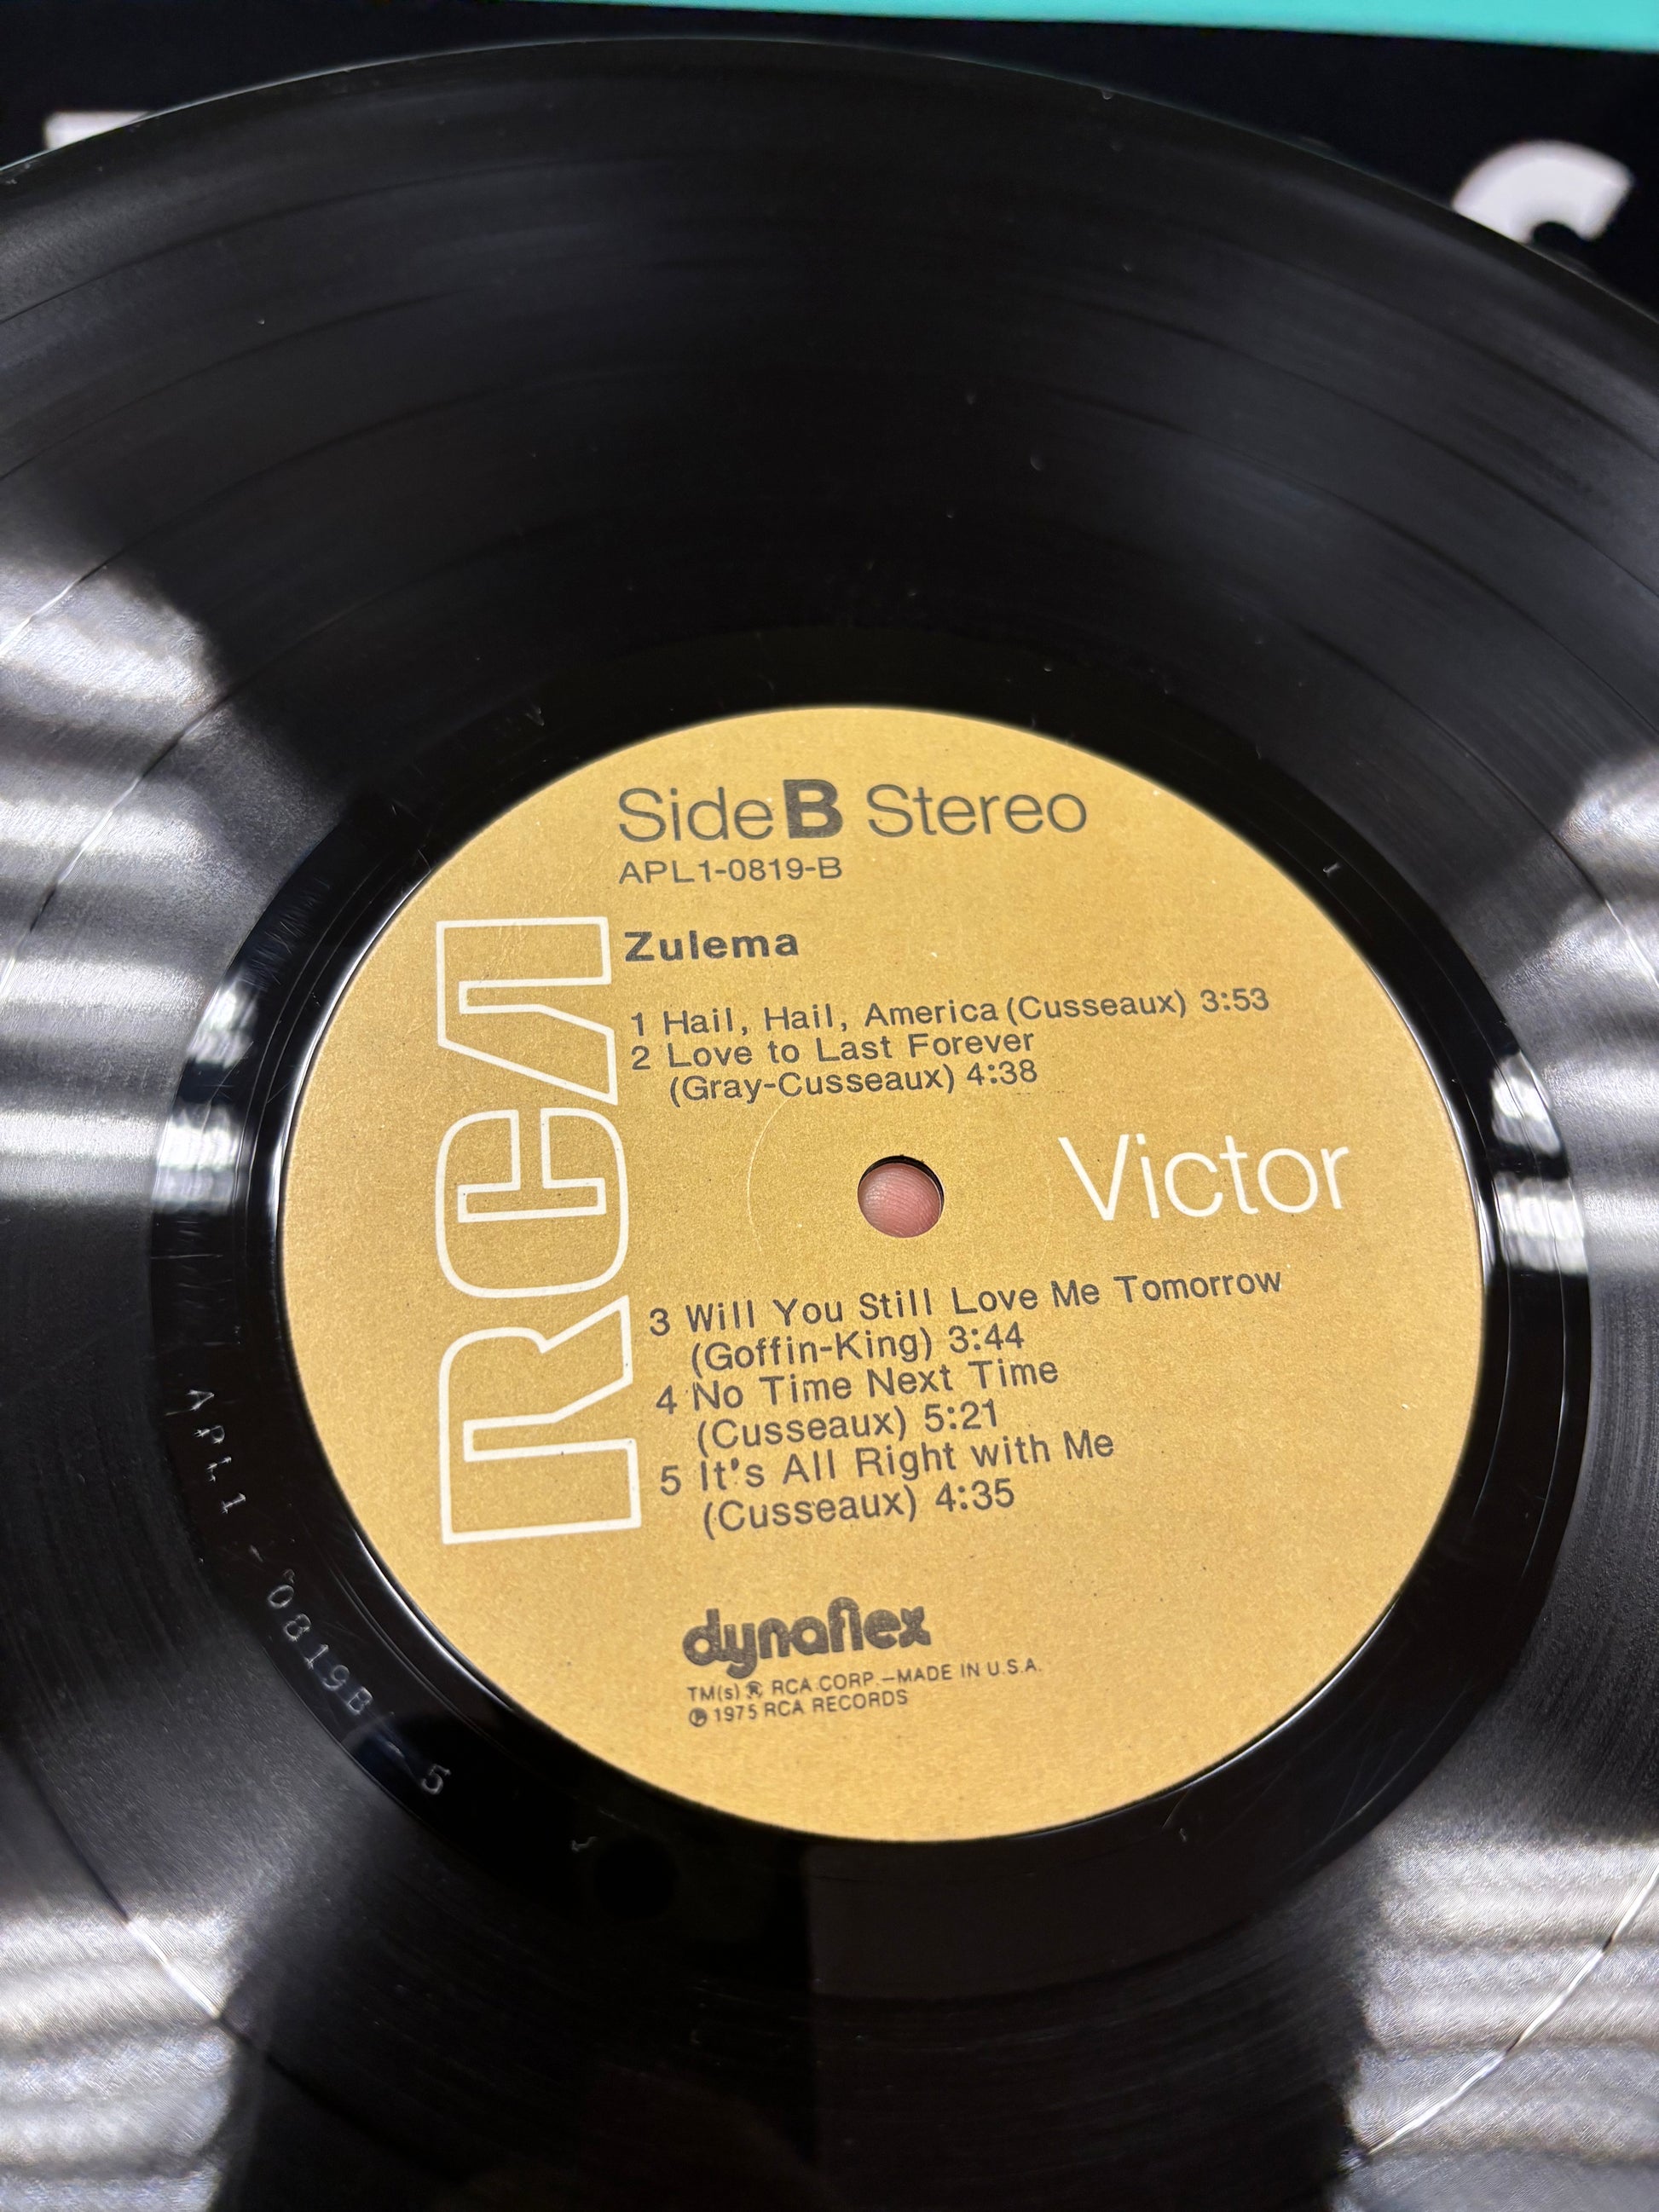 Side B Stereo
APL1-0819-B
Zulema
1 Hail, Hail, America (Cusseaux) 3:53
2 Love to Last Forever
(Gray-Cusseaux) 4:38
RCA
Victor
3 Will You Still Love Me Tomorrow
(Goffin-King) 3:44
4 No Time Next Time
(Cusseaux) 5:21
5 It's All Right with Me
(Cusseaux) 4:35
dynaflex
TM(s) ® RCA CORP.—MADE IN U.S.A.
℗ 1975 RCA RECORDS
APL1-0819B-5